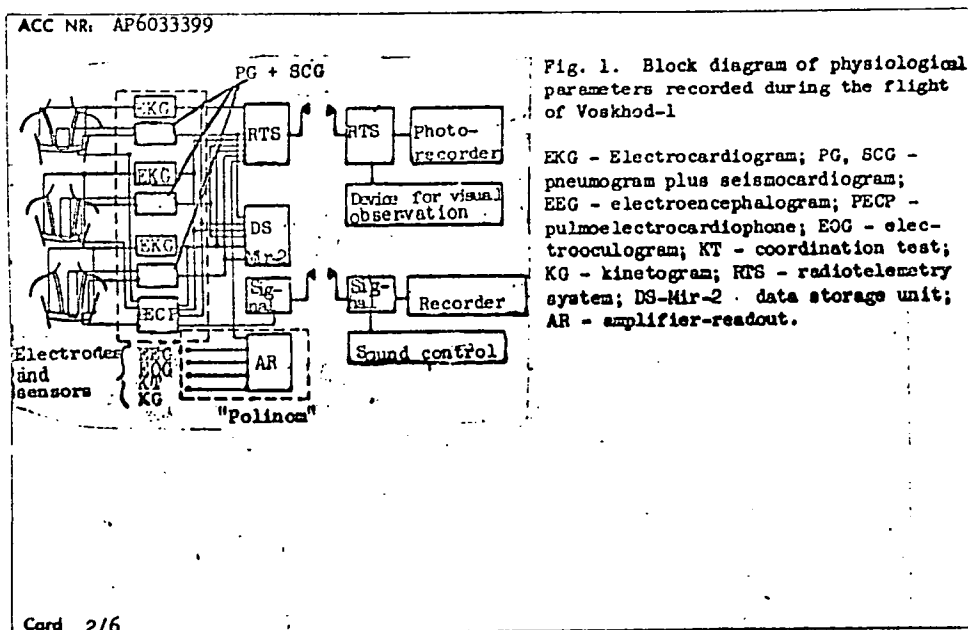 ACC NR: AP6033399
PG + SCG
EKG
EKG
EKG
ECP
RTS
DS
Mir-2
Sig-
nal
AR
"Polinom"
Electrodes
and
sensors
EEG
EOG
KT
KG
RTS
Photo-
recorder
Device for visual
observation
Sig-
nal
Recorder
Sound control
Fig. 1. Block diagram of physiological
parameters recorded during the flight
of Voskhod-1
EKG - Electrocardiogram; PG, SCG -
pneumogram plus seismocardiogram;
EEG - electroencephalogram; PECP -
pulmoelectrocardiophone; EOG - elec-
trooculogram; KT - coordination test;
KG - kinetogram; RTS - radiotelemetry
system; DS-Mir-2 - data storage unit;
AR - amplifier-readout.
Card 2/6